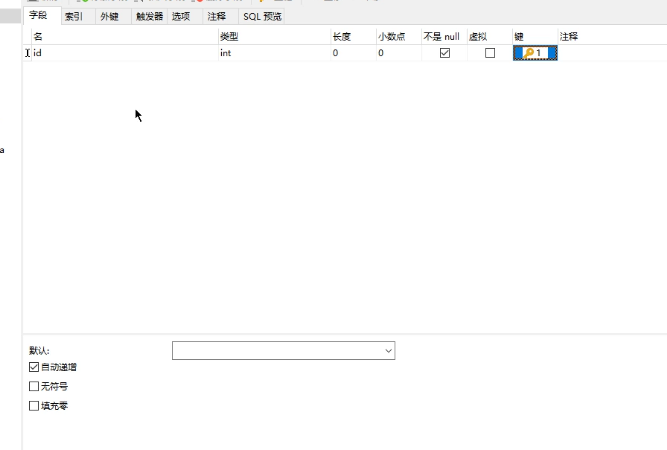 字段 索引 外键 触发器 选项 注释 SQL 预览
名 类型 长度 小数点 不是 null 虚拟 键 注释
id int 0 0 1
a
默认:
自动递增
无符号
填充零